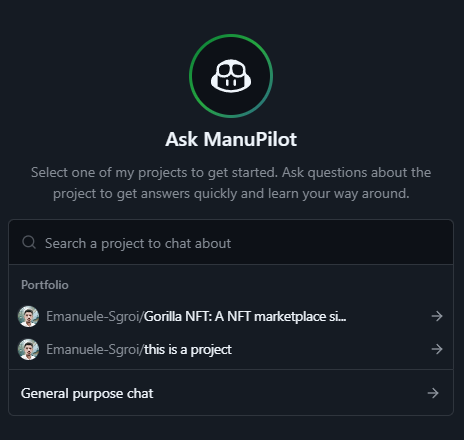 Ask ManuPilot
Select one of my projects to get started. Ask questions about the
project to get answers quickly and learn your way around.
Search a project to chat about
Portfolio
Emanuele-Sgroi/Gorilla NFT: A NFT marketplace si...
Emanuele-Sgroi/this is a project
General purpose chat